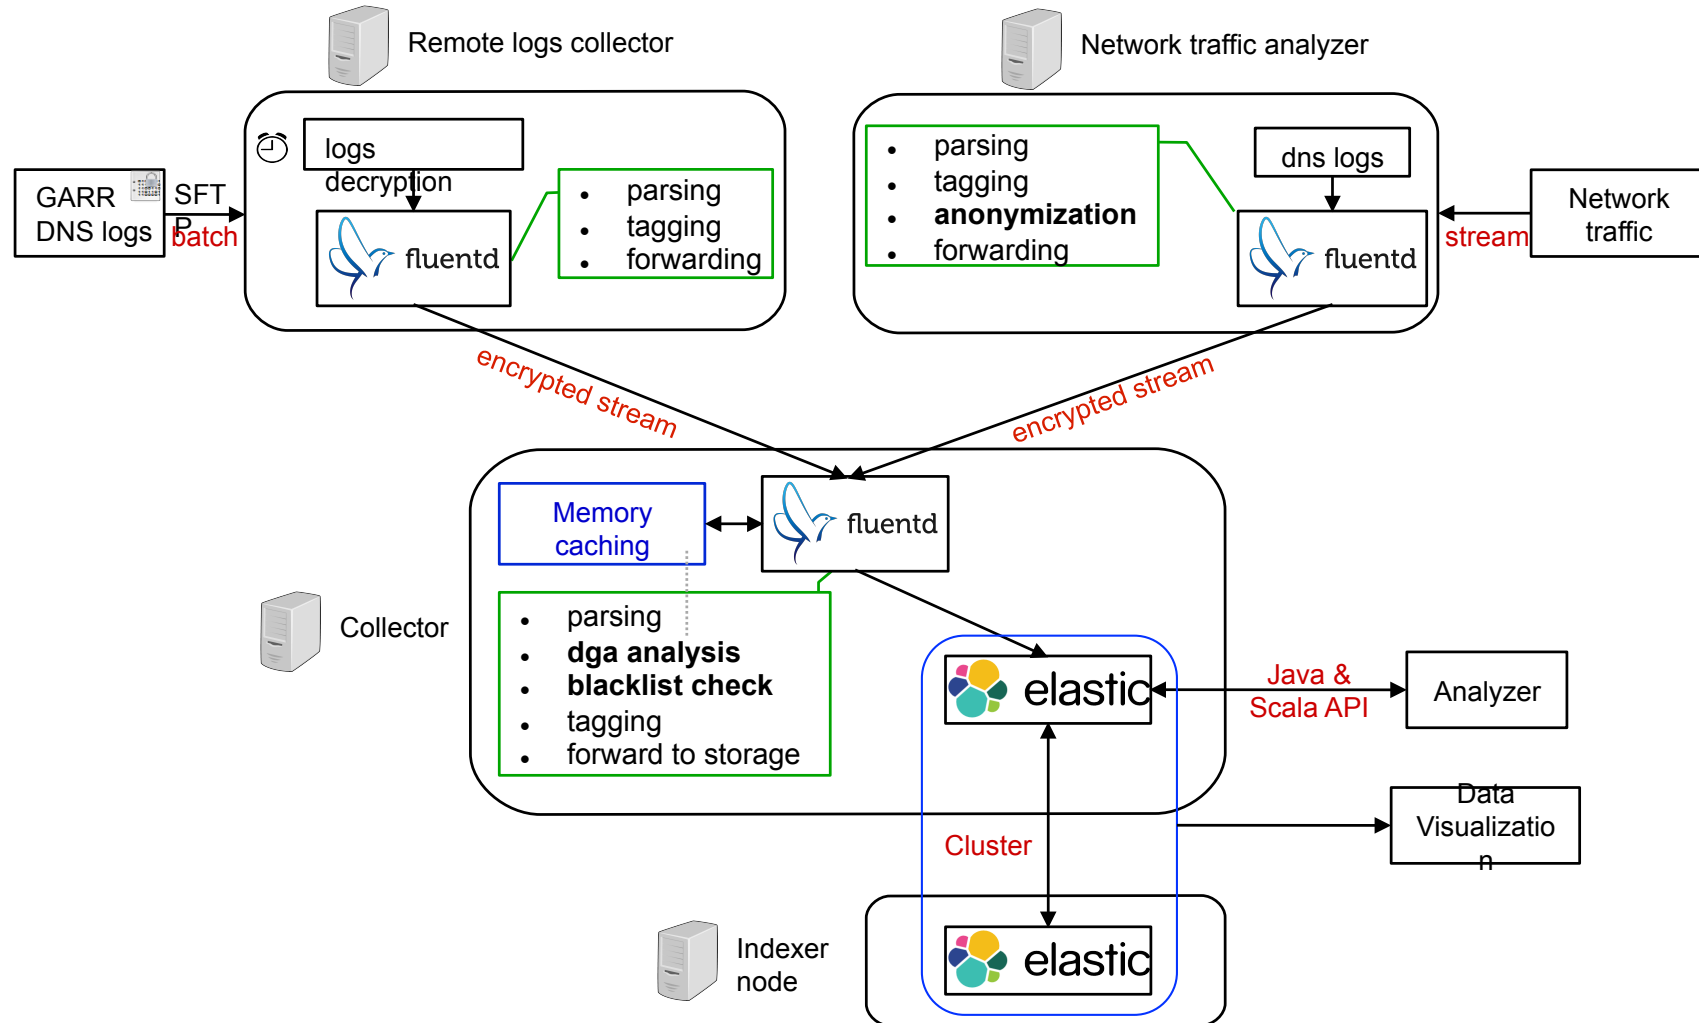 Remote logs collector
Network traffic analyzer
logs
decryption
parsing
tagging
anonymization
forwarding
dns logs
GARR
DNS logs
SFT
P
batch
fluentd
parsing
tagging
forwarding
fluentd
stream
Network
traffic
encrypted stream
encrypted stream
Memory
caching
fluentd
Collector
parsing
dga analysis
blacklist check
tagging
forward to storage
elastic
Java &
Scala API
Analyzer
Cluster
Data
Visualizatio
n
Indexer
node
elastic